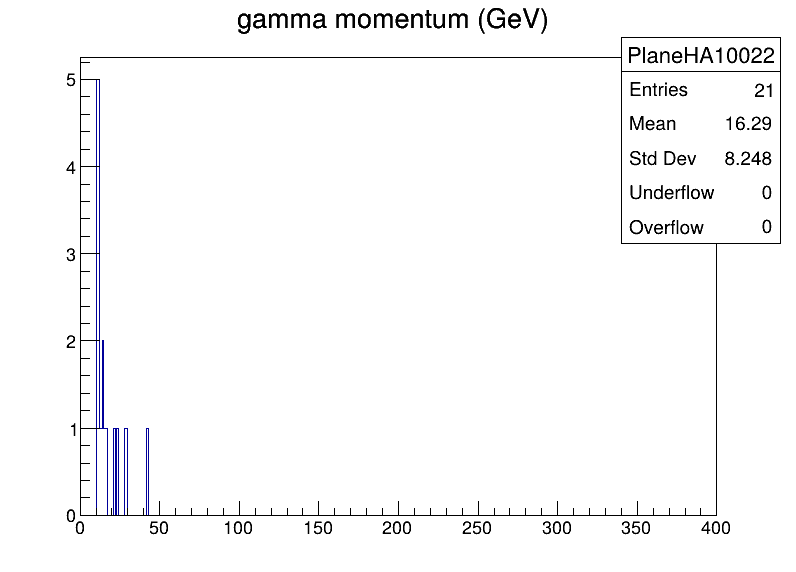 gamma momentum (GeV)
PlaneHA10022
Entries 21
Mean 16.29
Std Dev 8.248
Underflow 0
Overflow 0
5
4
3
2
1
0
0 50 100 150 200 250 300 350 400